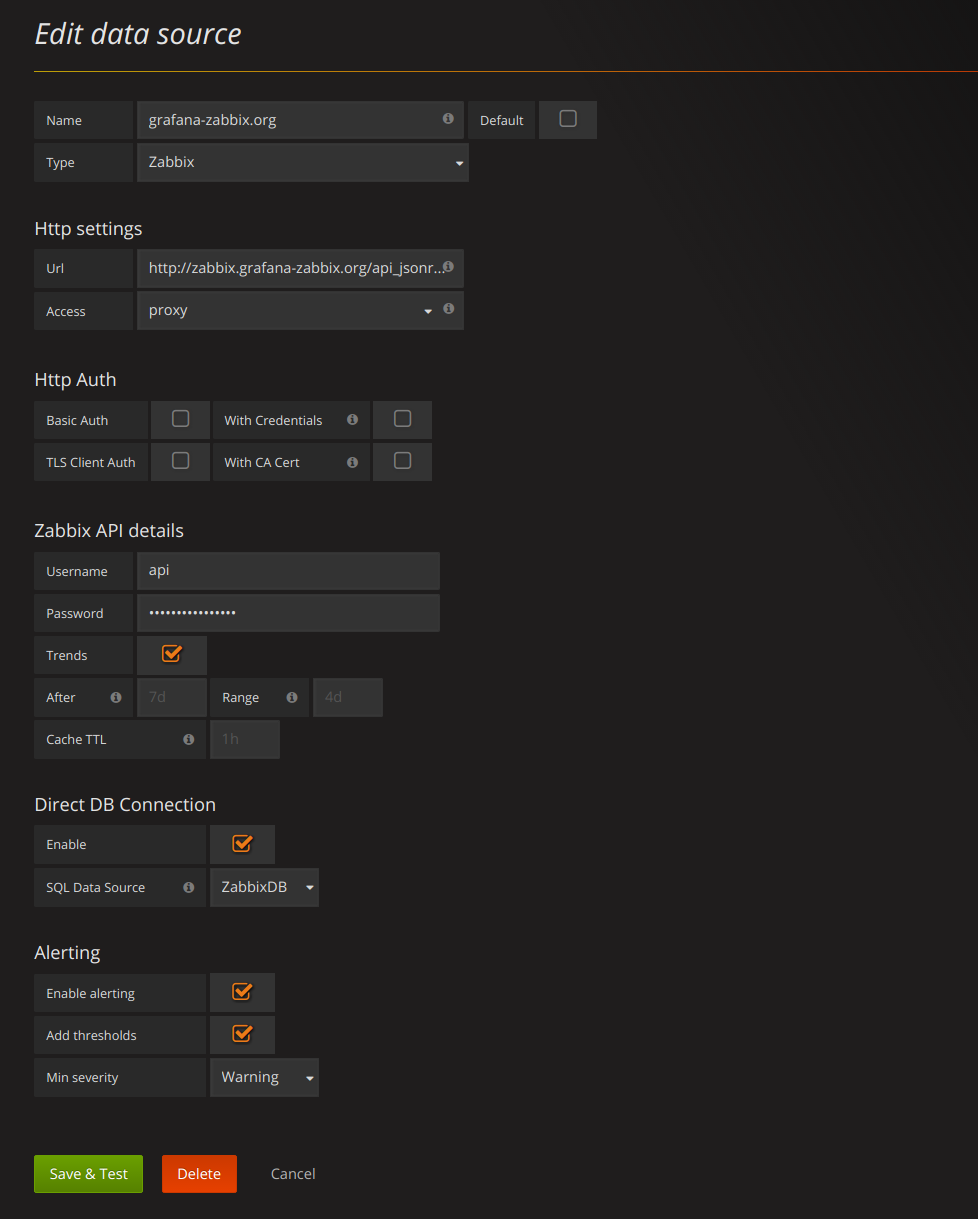 Edit data source
Name grafana-zabbix.org Default
Type Zabbix
Http settings
Url http://zabbix.grafana-zabbix.org/api_jsonr...
Access proxy
Http Auth
Basic Auth With Credentials
TLS Client Auth With CA Cert
Zabbix API details
Username api
Password ••••••••••••••••
Trends
After 7d Range 4d
Cache TTL 1h
Direct DB Connection
Enable
SQL Data Source ZabbixDB
Alerting
Enable alerting
Add thresholds
Min severity Warning
Save & Test Delete Cancel